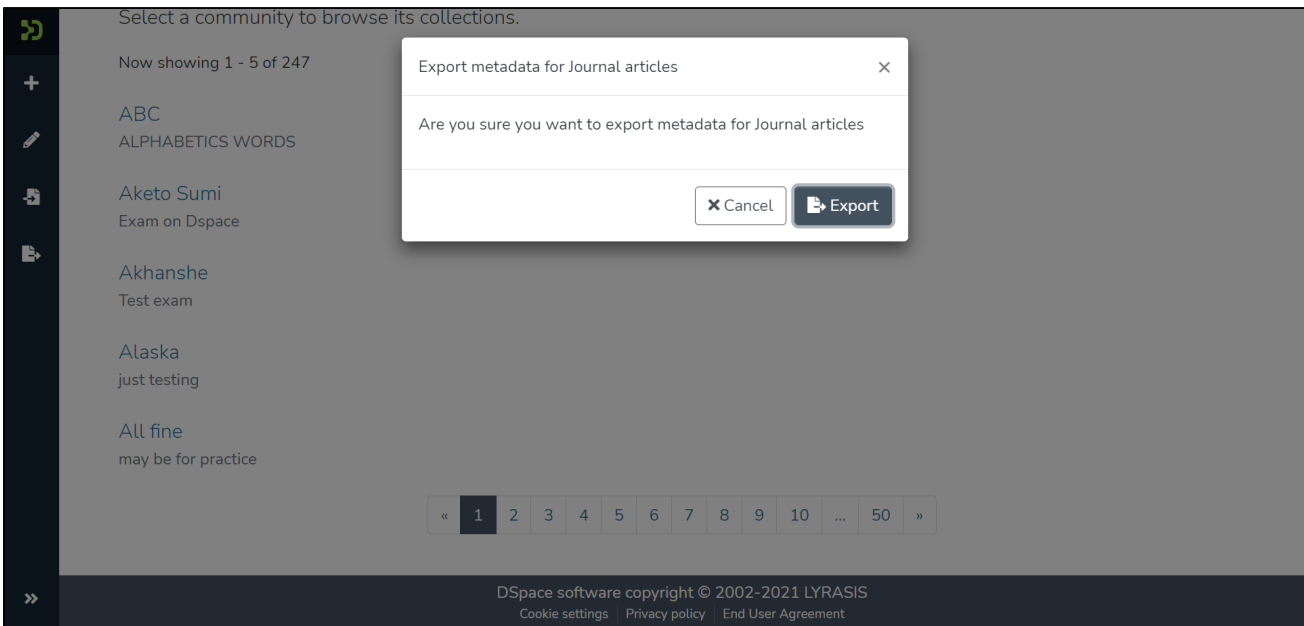 Select a community to browse its collections.
Now showing 1 - 5 of 247
ABC
ALPHABETICS WORDS
Aketo Sumi
Exam on Dspace
Akhanshe
Test exam
Alaska
just testing
All fine
may be for practice
Export metadata for Journal articles ×
Are you sure you want to export metadata for Journal articles
Cancel Export
« 1 2 3 4 5 6 7 8 9 10 ... 50 »
DSpace software copyright © 2002-2021 LYRASIS
Cookie settings Privacy policy End User Agreement